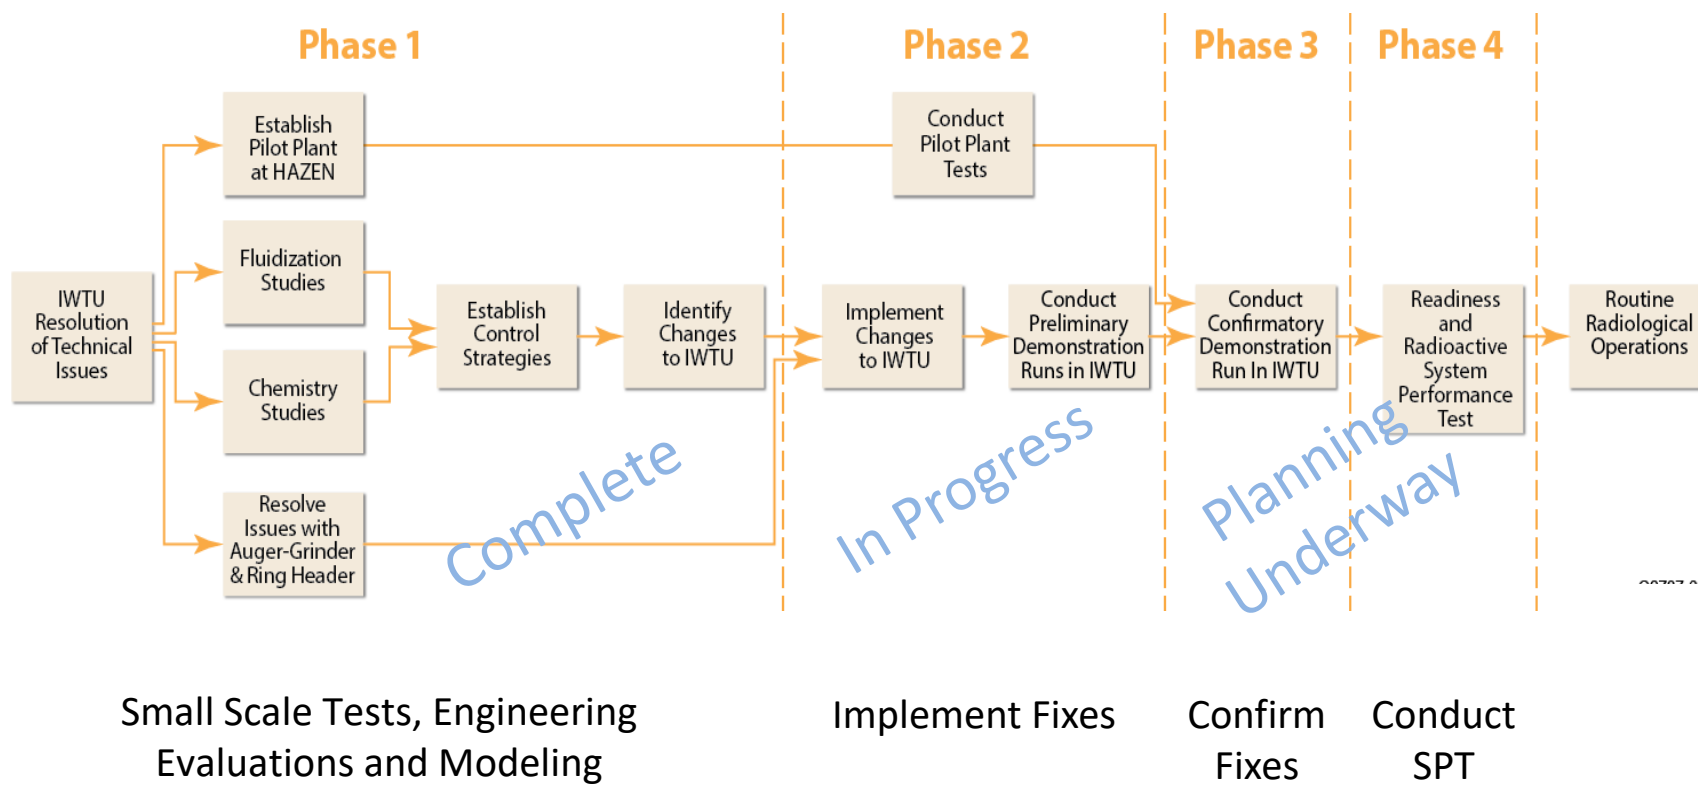 Phase 1
Phase 2
Phase 3
Phase 4
IWTU
Resolution
of Technical
Issues
Establish
Pilot Plant
at HAZEN
Fluidization
Studies
Chemistry
Studies
Resolve
Issues with
Auger-Grinder
& Ring Header
Establish
Control
Strategies
Identify
Changes
to IWTU
Conduct
Pilot Plant
Tests
Implement
Changes
to IWTU
Conduct
Preliminary
Demonstration
Runs in IWTU
Conduct
Confirmatory
Demonstration
Run In IWTU
Readiness
and
Radioactive
System
Performance
Test
Routine
Radiological
Operations
Complete
In Progress
Planning
Underway
Small Scale Tests, Engineering
Evaluations and Modeling
Implement Fixes
Confirm
Fixes
Conduct
SPT